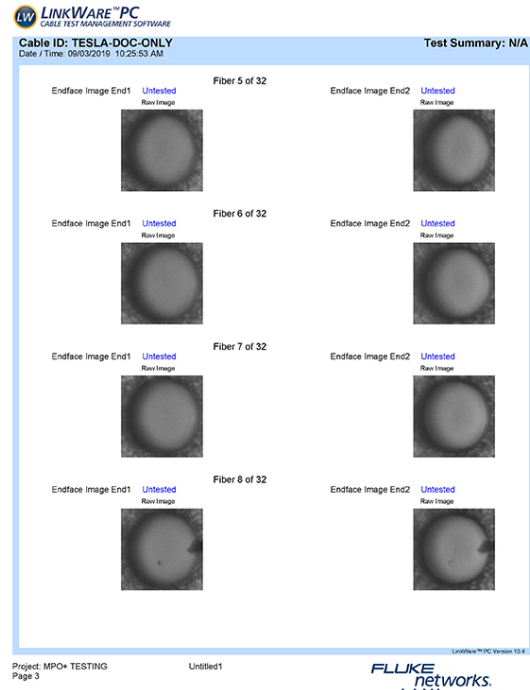 LW LINKWARE™PC
CABLE TEST MANAGEMENT SOFTWARE
Cable ID: TESLA-DOC-ONLY Test Summary: N/A
Date / Time: 09/03/2019 10:25:53 AM
Fiber 5 of 32
Endface Image End1 Untested Endface Image End2 Untested
Raw Image Raw Image
Fiber 6 of 32
Endface Image End1 Untested Endface Image End2 Untested
Raw Image Raw Image
Fiber 7 of 32
Endface Image End1 Untested Endface Image End2 Untested
Raw Image Raw Image
Fiber 8 of 32
Endface Image End1 Untested Endface Image End2 Untested
Raw Image Raw Image
LinkWare™ PC Version 10.4
Project: MPO+ TESTING Untitled1
Page 3
FLUKE
networks.